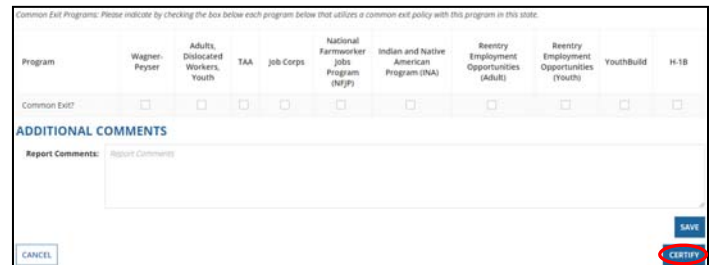 Common Exit Programs: Please indicate by checking the box below each program below that utilizes a common exit policy with this program in this state.
Program Wagner-Peyser Adults, Dislocated Workers, Youth TAA Job Corps National Farmworker Jobs Program (NFJP) Indian and Native American Program (INA) Reentry Employment Opportunities (Adult) Reentry Employment Opportunities (Youth) YouthBuild H-1B
Common Exit?
ADDITIONAL COMMENTS
Report Comments: Report Comments
SAVE
CANCEL CERTIFY